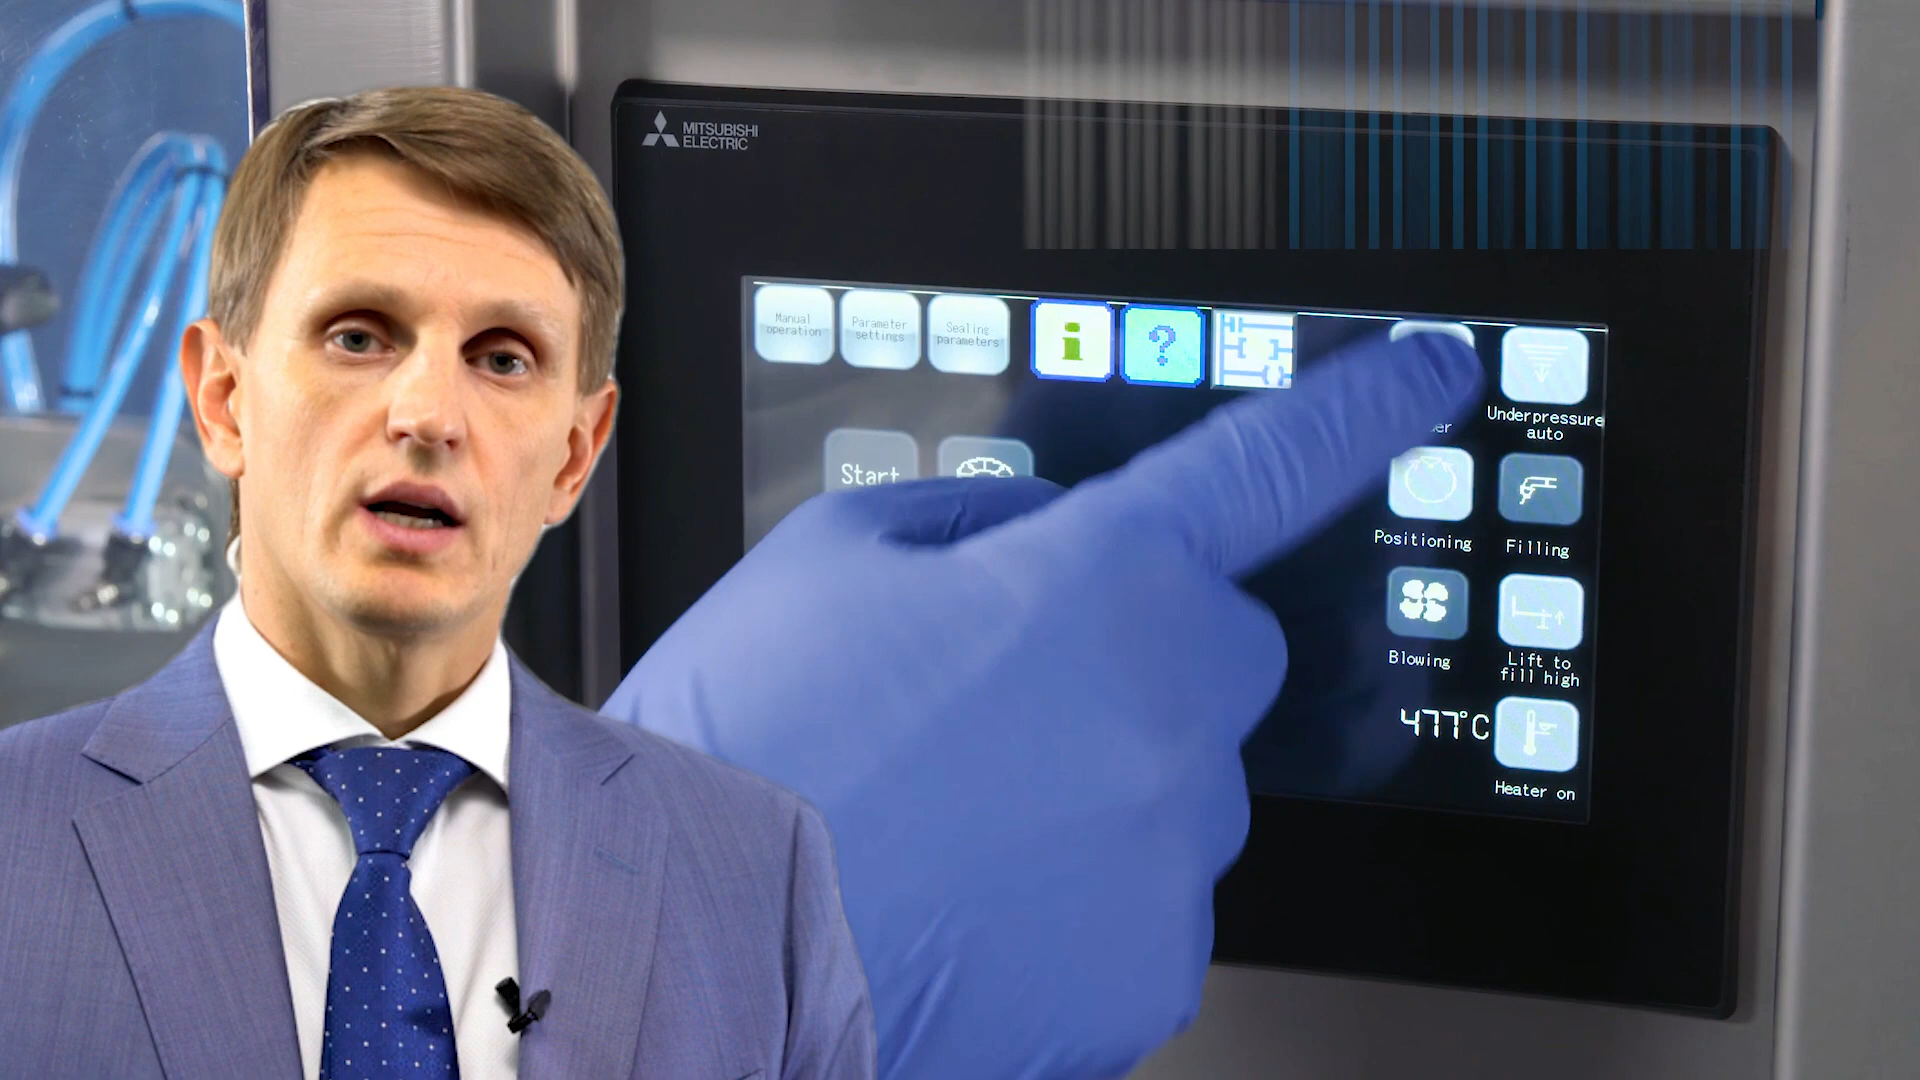 MITSUBISHI
ELECTRIC
Manual
operation
Parameter
settings
Sealing
parameters
i
?
Start
Underpressure
auto
Positioning
Filling
Blowing
Lift to
fill high
477°C
Heater on